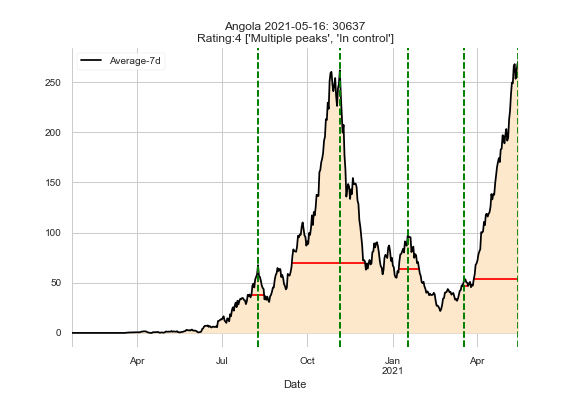 Angola 2021-05-16: 30637
Rating:4 ['Multiple peaks', 'In control']
Average-7d
250
200
150
100
50
0
Apr Jul Oct Jan Apr
2021
Date